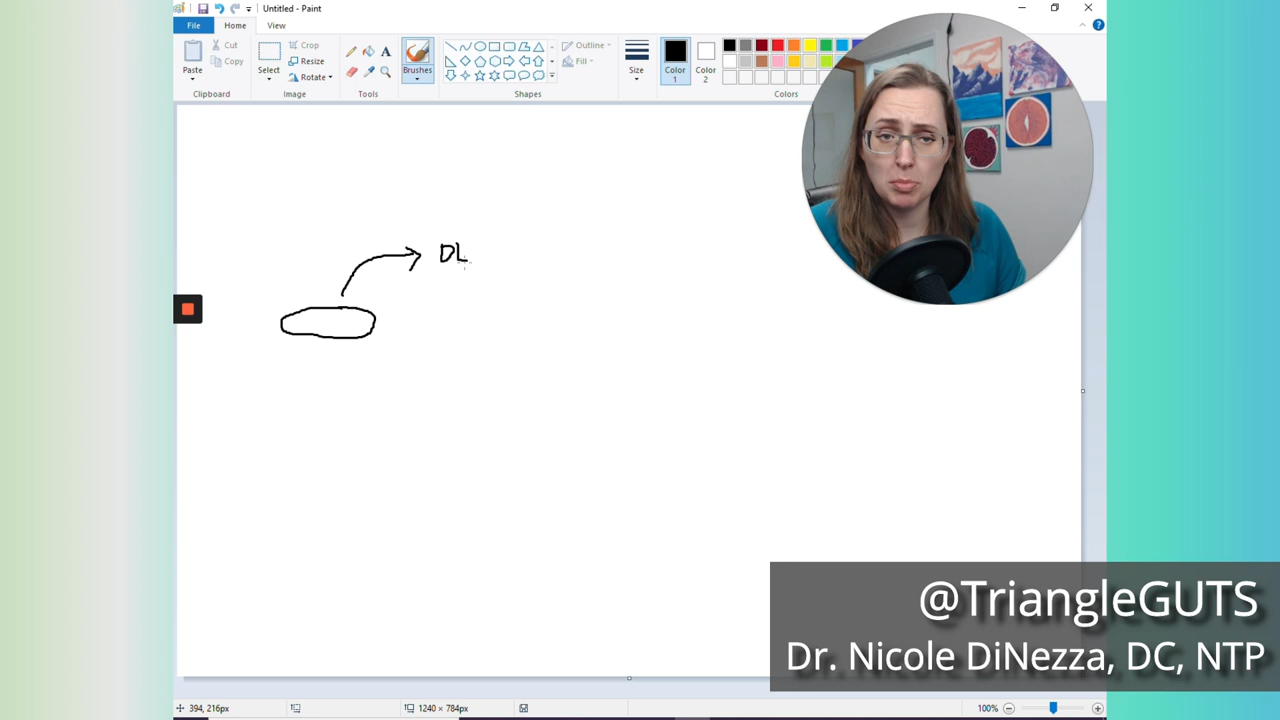 Untitled - Paint
File Home View
Paste
Cut
Copy
Clipboard
Select
Crop
Resize
Rotate
Image
A
Tools
Brushes
Shapes
Outline
Fill
Size
Color 1
Color 2
Colors
DL
@TriangleGUTS
Dr. Nicole DiNezza, DC, NTP
394, 216px
1240 × 784px
100%